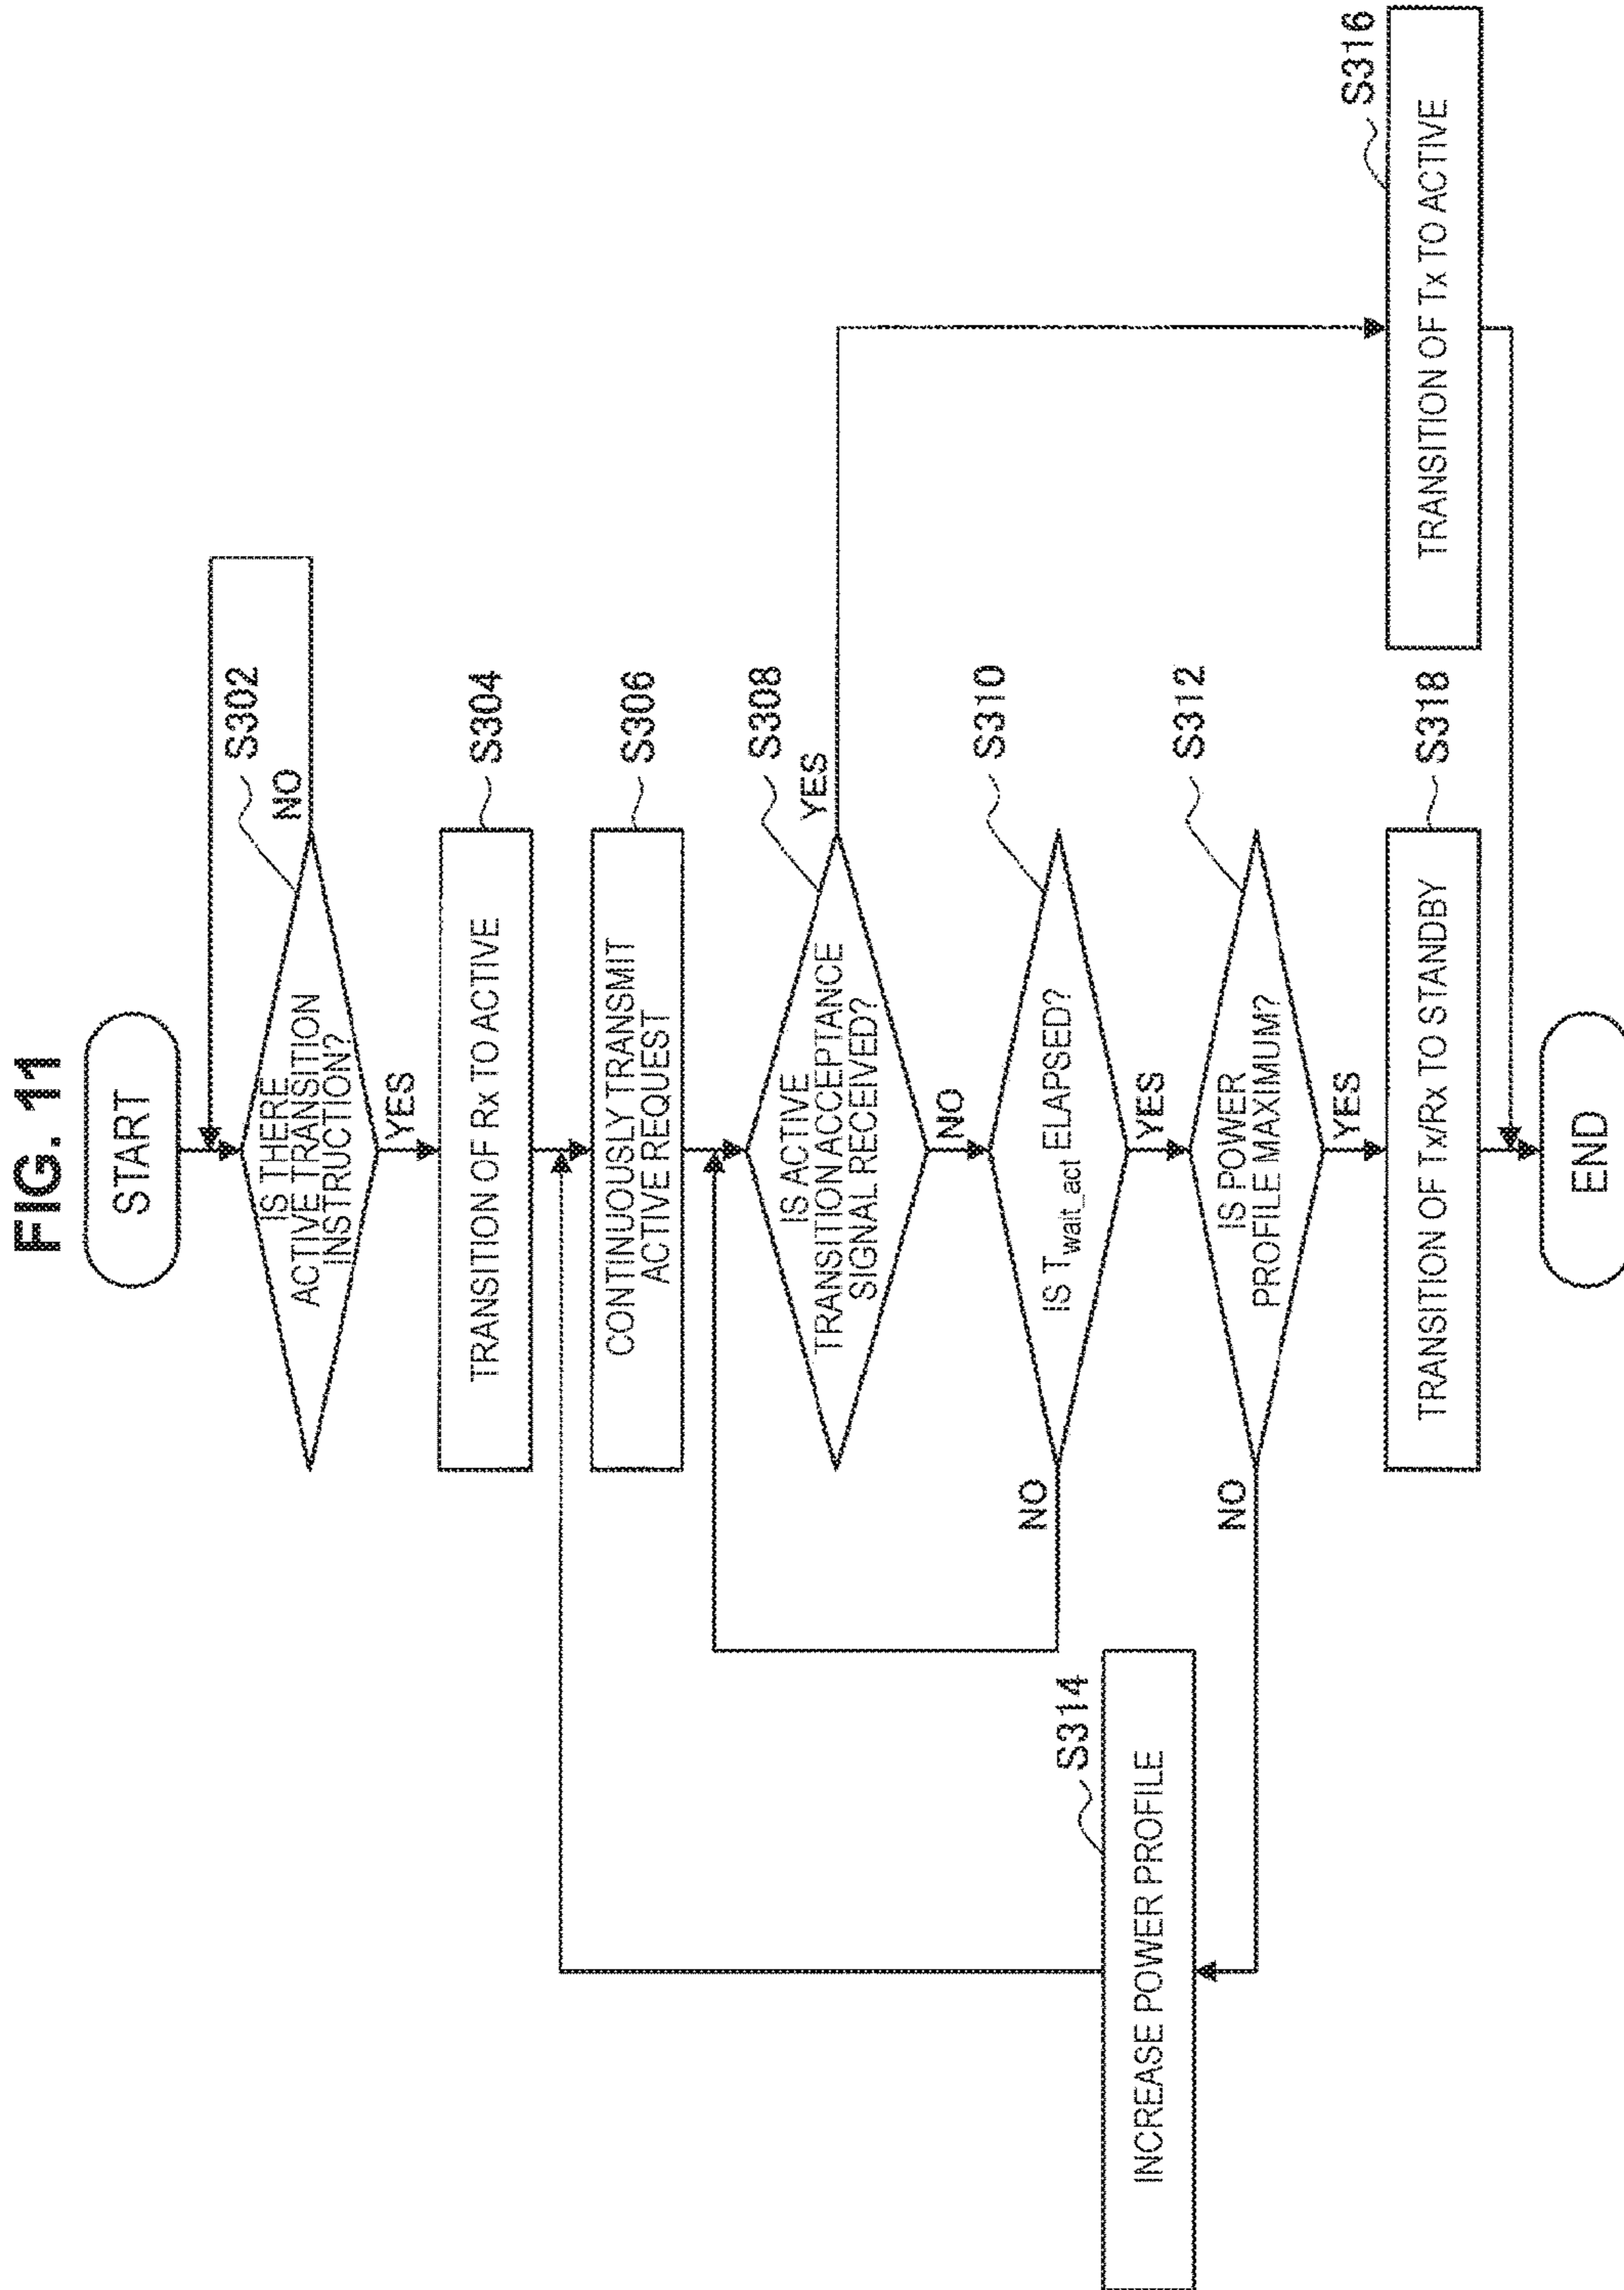 FIG. 11
START
S302
IS THERE
ACTIVE TRANSITION
INSTRUCTION?
NO
YES
S304
TRANSITION OF Rx TO ACTIVE
S306
CONTINUOUSLY TRANSMIT
ACTIVE REQUEST
S308
IS ACTIVE
TRANSITION ACCEPTANCE
SIGNAL RECEIVED?
YES
NO
S310
IS Twait_act ELAPSED?
NO
YES
S312
IS POWER
PROFILE MAXIMUM?
NO
YES
S314
INCREASE POWER PROFILE
S318
TRANSITION OF Tx/Rx TO STANDBY
S316
TRANSITION OF Tx TO ACTIVE
END